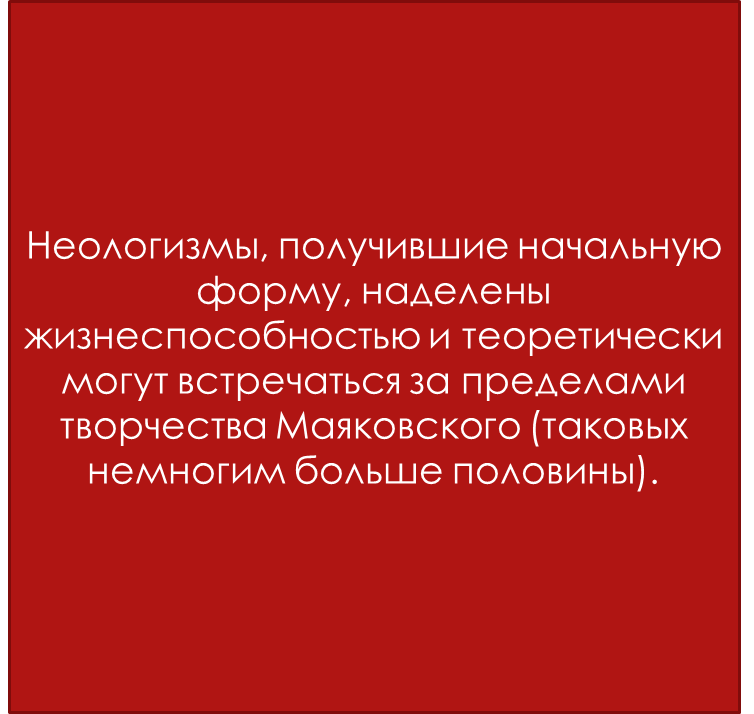 Неологизмы, получившие начальную
форму, наделены
жизнеспособностью и теоретически
могут встречаться за пределами
творчества Маяковского (таковых
немногим больше половины).